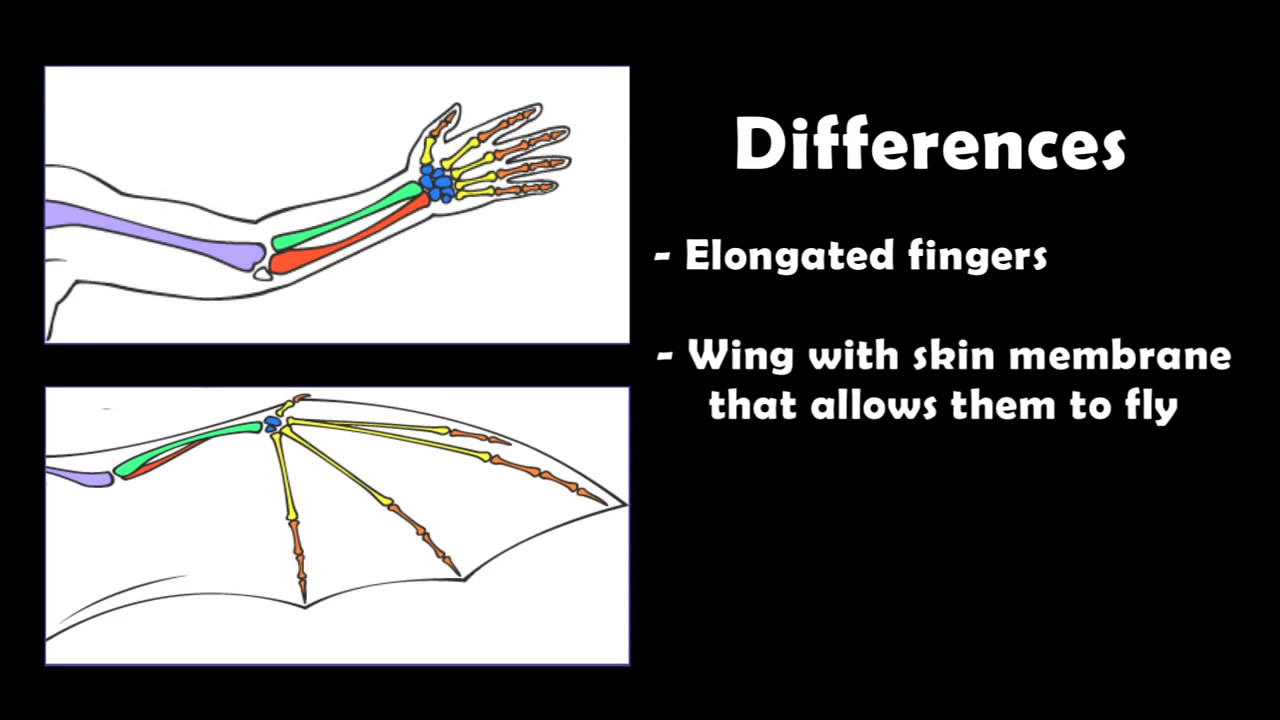 Differences
- Elongated fingers
- Wing with skin membrane
that allows them to fly